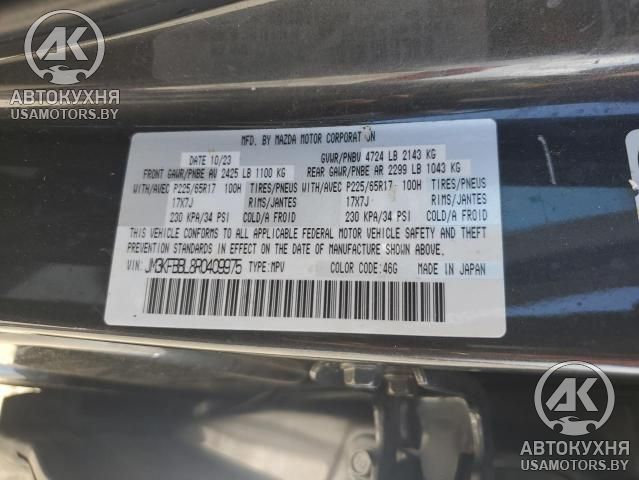 AK
АВТОКУХНЯ
USAMOTORS.BY
MFG. BY MAZDA MOTOR CORPORATION
DATE 10/23 GVWR/PNBV 4724 LB 2143 KG
FRONT GAWR/PNBE AV 2425 LB 1100 KG REAR GAWR/PNBE AR 2299 LB 1043 KG
WITH/AVEC P225/65R17 100H TIRES/PNEUS WITH/AVEC P225/65R17 100H TIRES/PNEUS
17X7J RIMS/JANTES 17X7J RIMS/JANTES
230 KPA/34 PSI COLD/A FROID 230 KPA/34 PSI COLD/A FROID
THIS VEHICLE CONFORMS TO ALL APPLICABLE FEDERAL MOTOR VEHICLE SAFETY AND THEFT
PREVENTION STANDARDS IN EFFECT ON THE DATE OF MANUFACTURE SHOWN ABOVE.
VIN: JM3KFBBL8R0409975 TYPE: MPV COLOR CODE: 46G MADE IN JAPAN
AK
АВТОКУХНЯ
USAMOTORS.BY